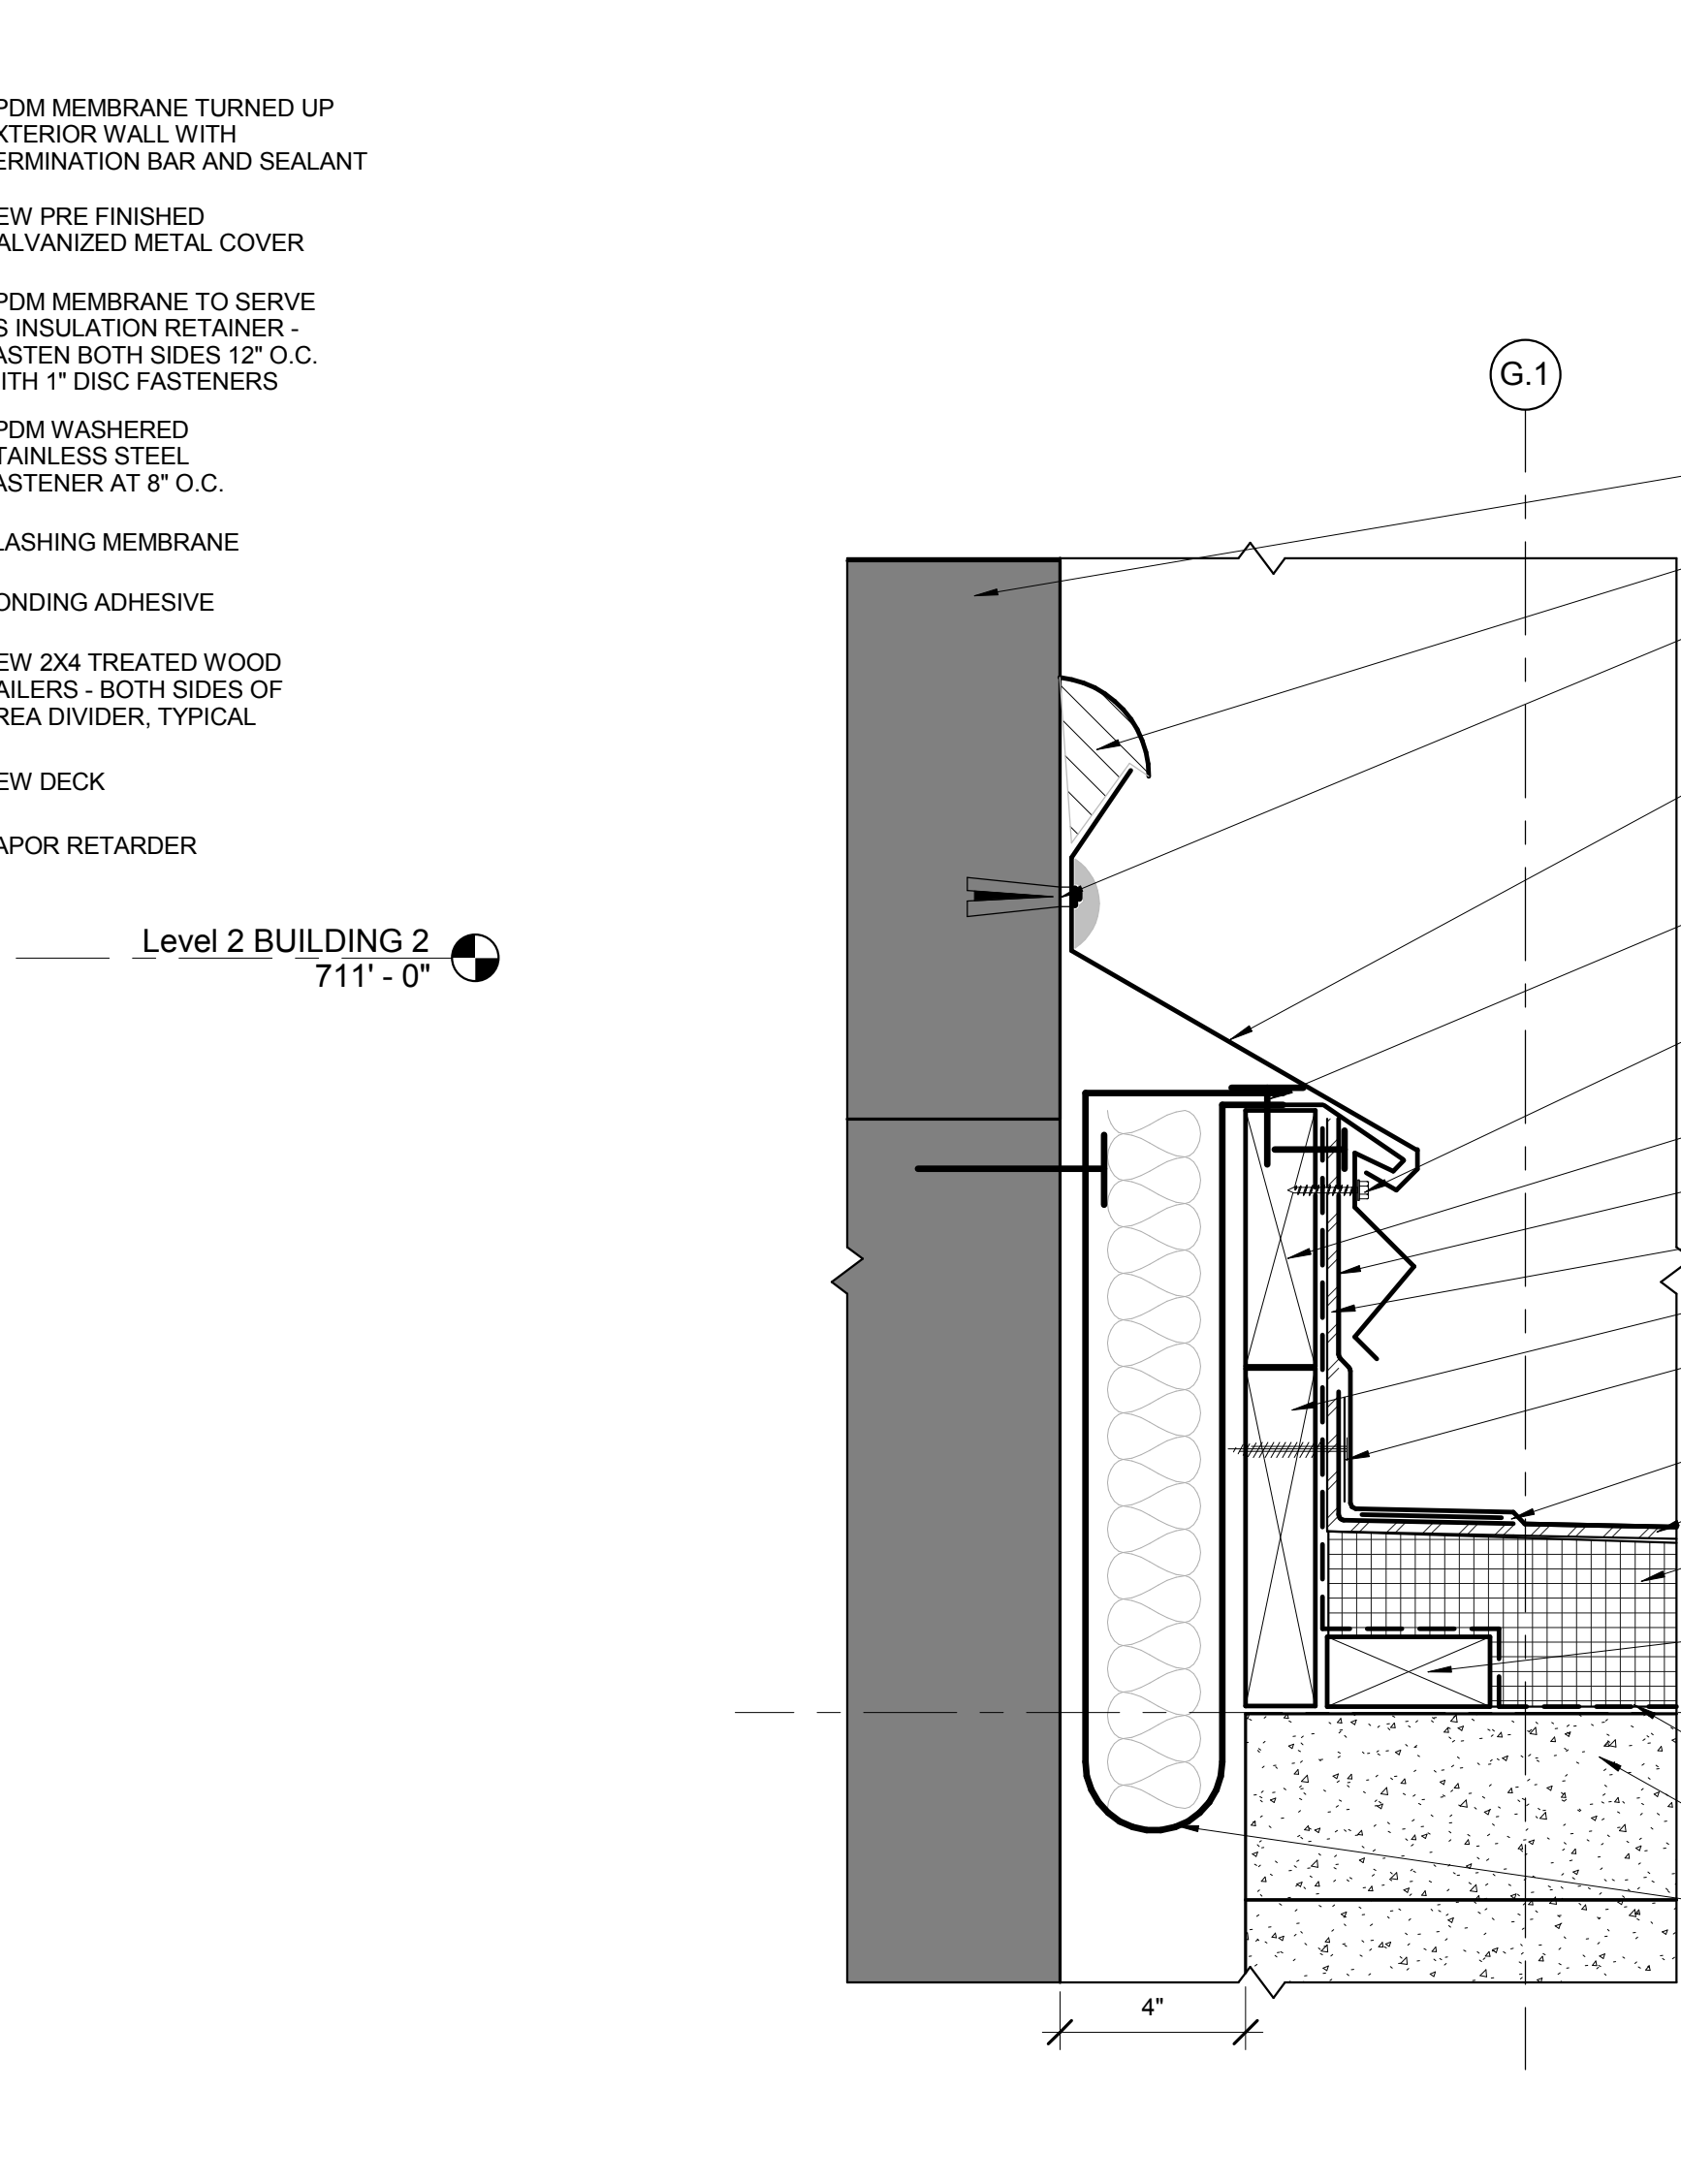 PDM MEMBRANE TURNED UP
XTERIOR WALL WITH
ERMINATION BAR AND SEALANT
EW PRE FINISHED
ALVANIZED METAL COVER
PDM MEMBRANE TO SERVE
S INSULATION RETAINER -
ASTEN BOTH SIDES 12" O.C.
ITH 1" DISC FASTENERS
PDM WASHERED
TAINLESS STEEL
ASTENER AT 8" O.C.
LASHING MEMBRANE
ONDING ADHESIVE
EW 2X4 TREATED WOOD
AILERS - BOTH SIDES OF
REA DIVIDER, TYPICAL
EW DECK
APOR RETARDER
Level 2 BUILDING 2
711' - 0"
G.1
4"